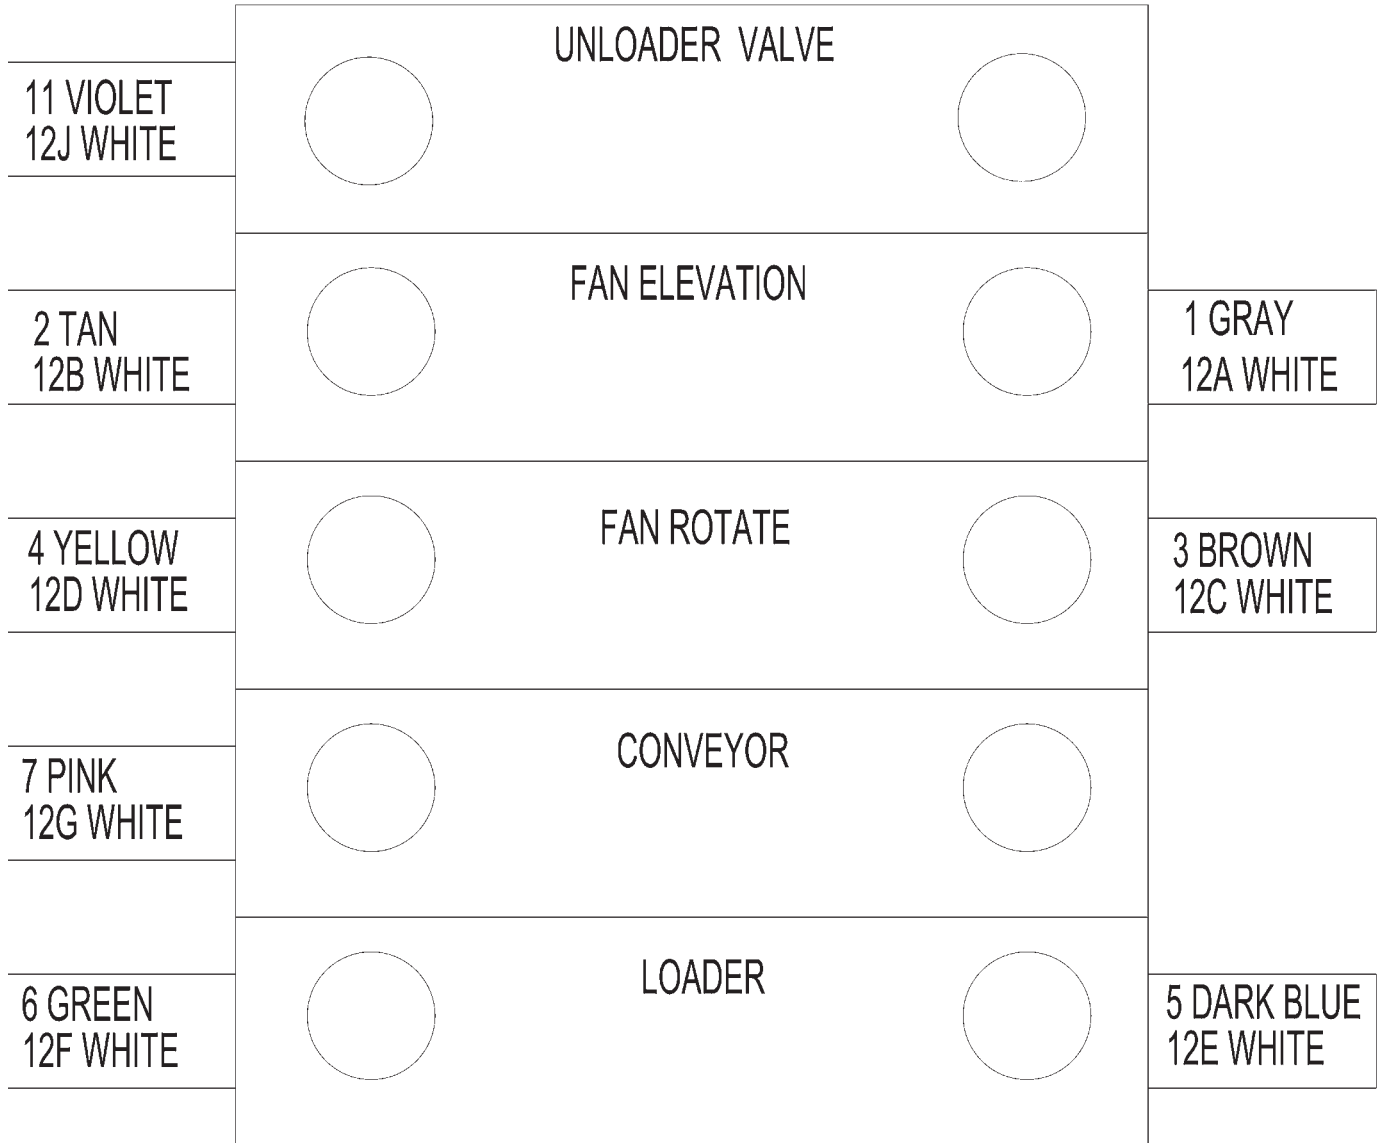 UNLOADER VALVE
11 VIOLET
12J WHITE
FAN ELEVATION
2 TAN
12B WHITE
1 GRAY
12A WHITE
FAN ROTATE
4 YELLOW
12D WHITE
3 BROWN
12C WHITE
CONVEYOR
7 PINK
12G WHITE
LOADER
6 GREEN
12F WHITE
5 DARK BLUE
12E WHITE